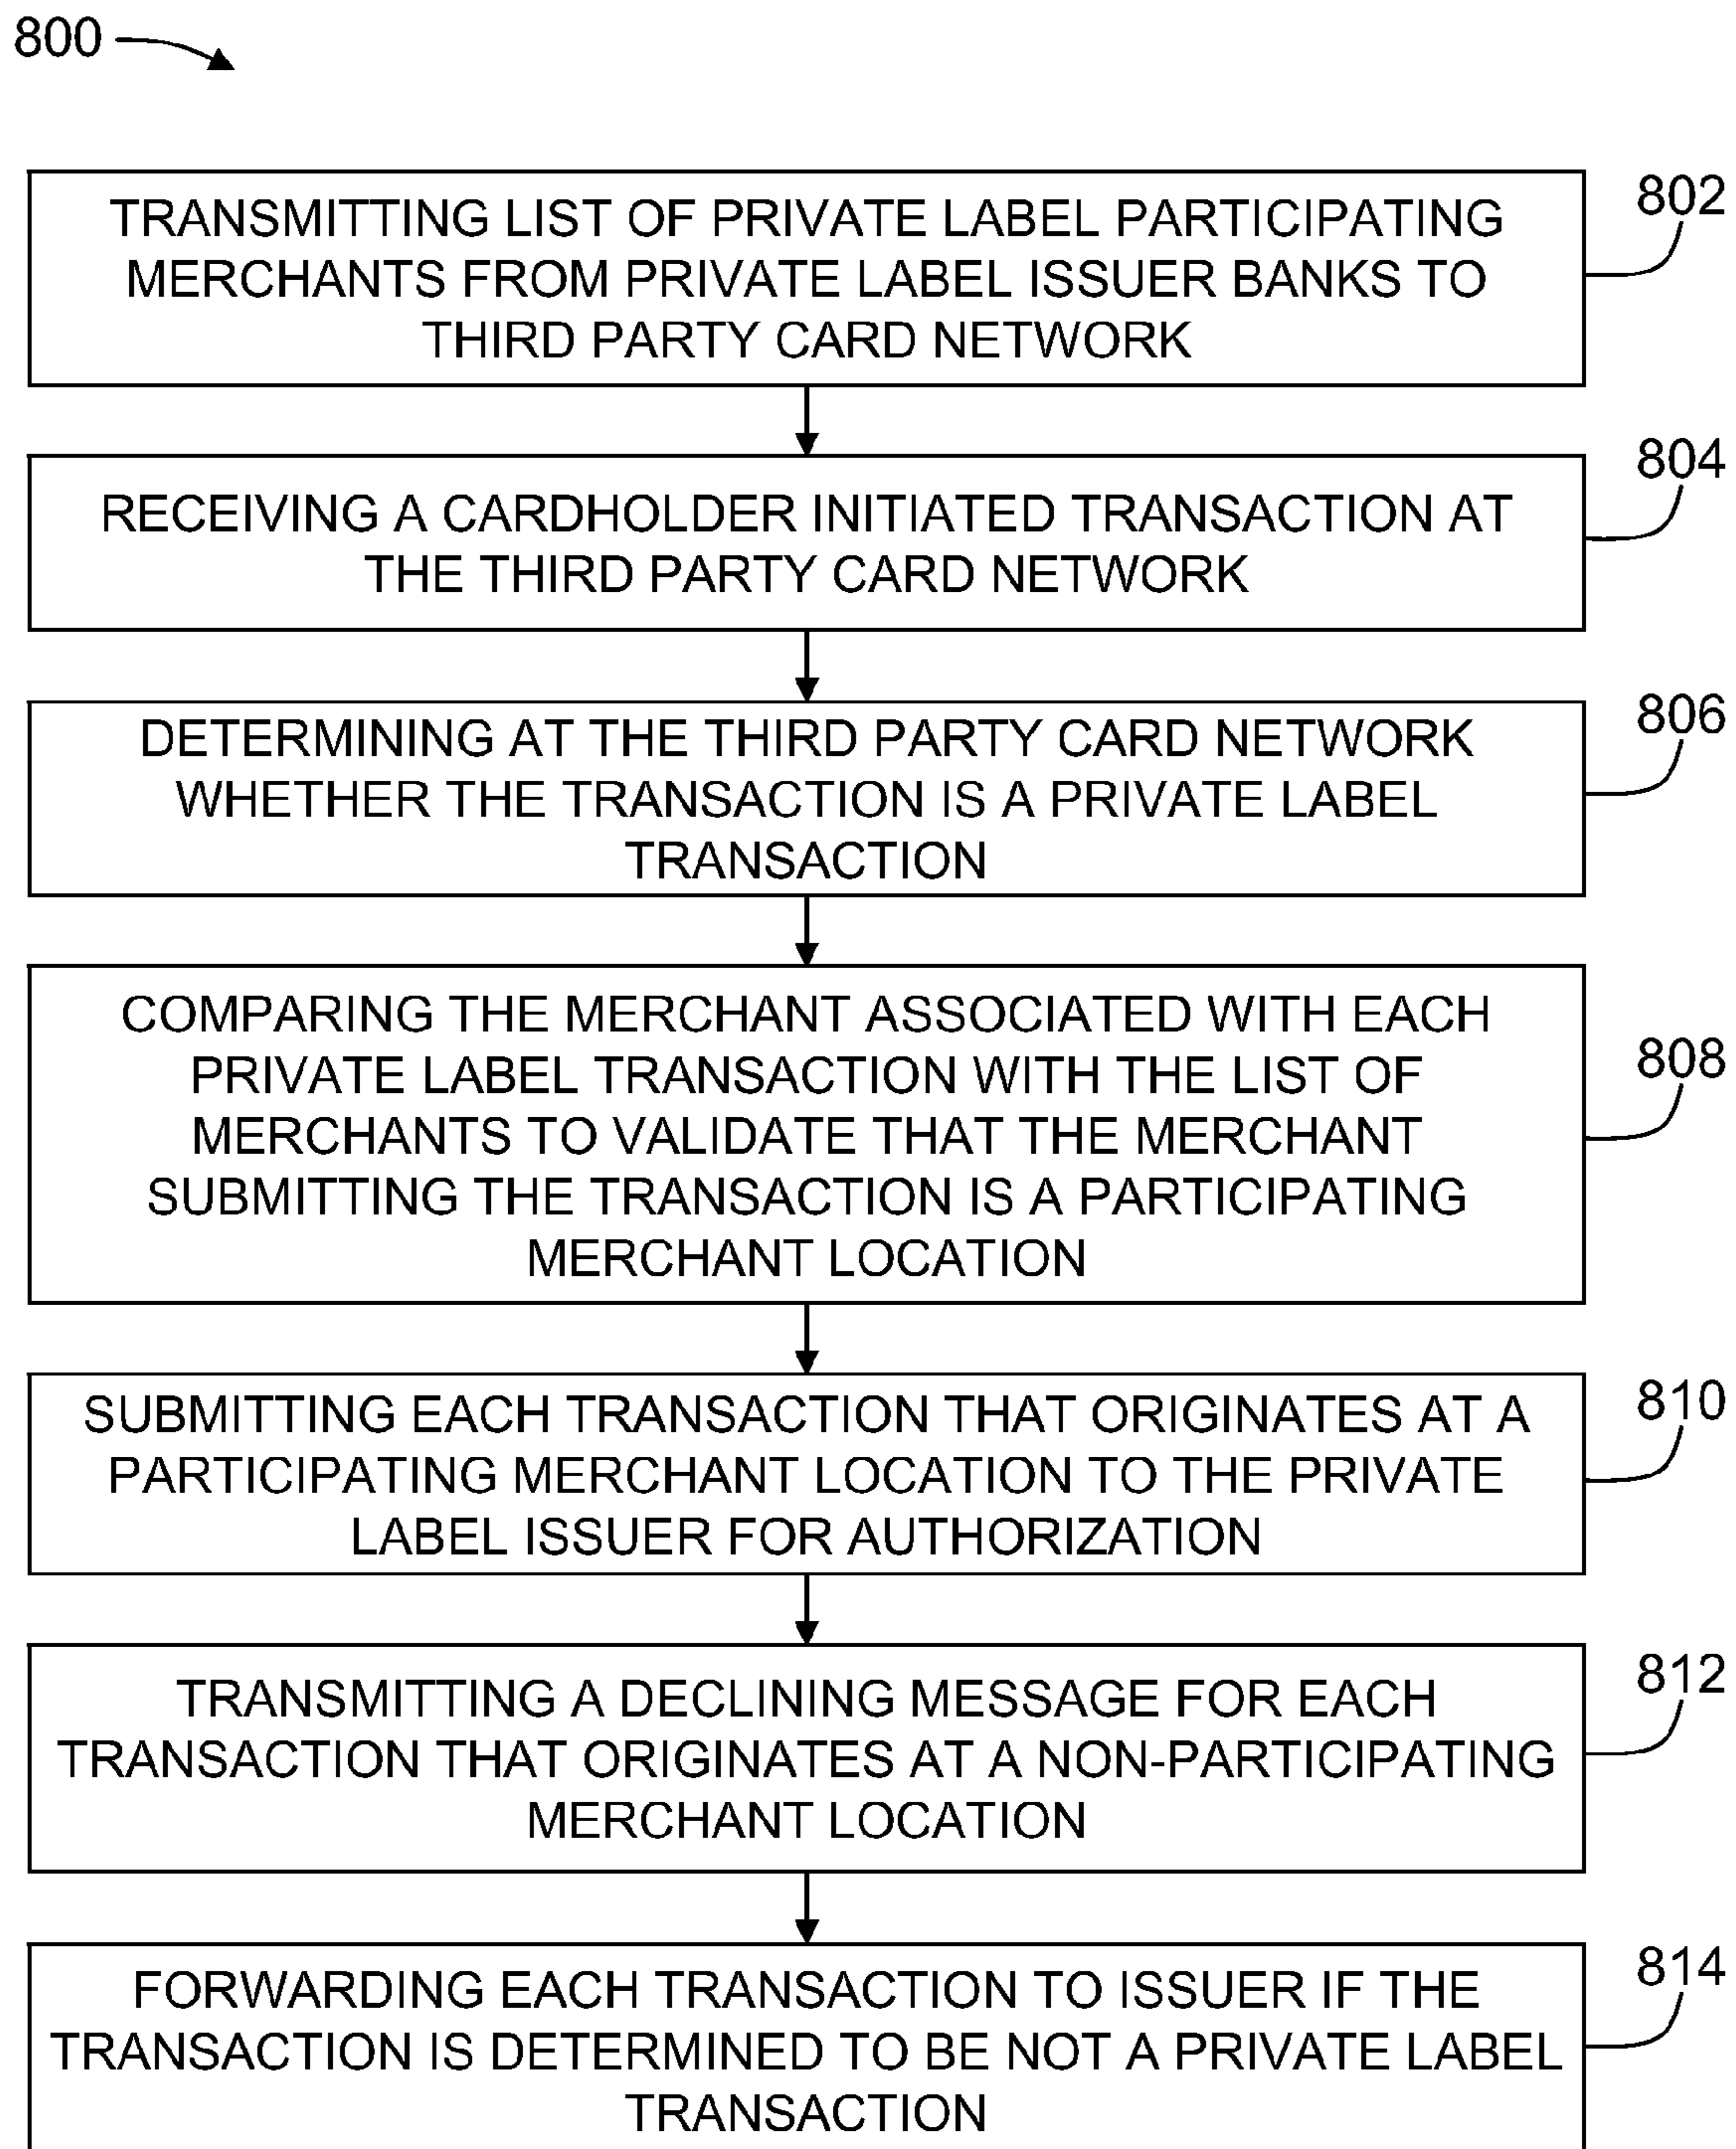 800
TRANSMITTING LIST OF PRIVATE LABEL PARTICIPATING
MERCHANTS FROM PRIVATE LABEL ISSUER BANKS TO
THIRD PARTY CARD NETWORK
802
RECEIVING A CARDHOLDER INITIATED TRANSACTION AT
THE THIRD PARTY CARD NETWORK
804
DETERMINING AT THE THIRD PARTY CARD NETWORK
WHETHER THE TRANSACTION IS A PRIVATE LABEL
TRANSACTION
806
COMPARING THE MERCHANT ASSOCIATED WITH EACH
PRIVATE LABEL TRANSACTION WITH THE LIST OF
MERCHANTS TO VALIDATE THAT THE MERCHANT
SUBMITTING THE TRANSACTION IS A PARTICIPATING
MERCHANT LOCATION
808
SUBMITTING EACH TRANSACTION THAT ORIGINATES AT A
PARTICIPATING MERCHANT LOCATION TO THE PRIVATE
LABEL ISSUER FOR AUTHORIZATION
810
TRANSMITTING A DECLINING MESSAGE FOR EACH
TRANSACTION THAT ORIGINATES AT A NON-PARTICIPATING
MERCHANT LOCATION
812
FORWARDING EACH TRANSACTION TO ISSUER IF THE
TRANSACTION IS DETERMINED TO BE NOT A PRIVATE LABEL
TRANSACTION
814